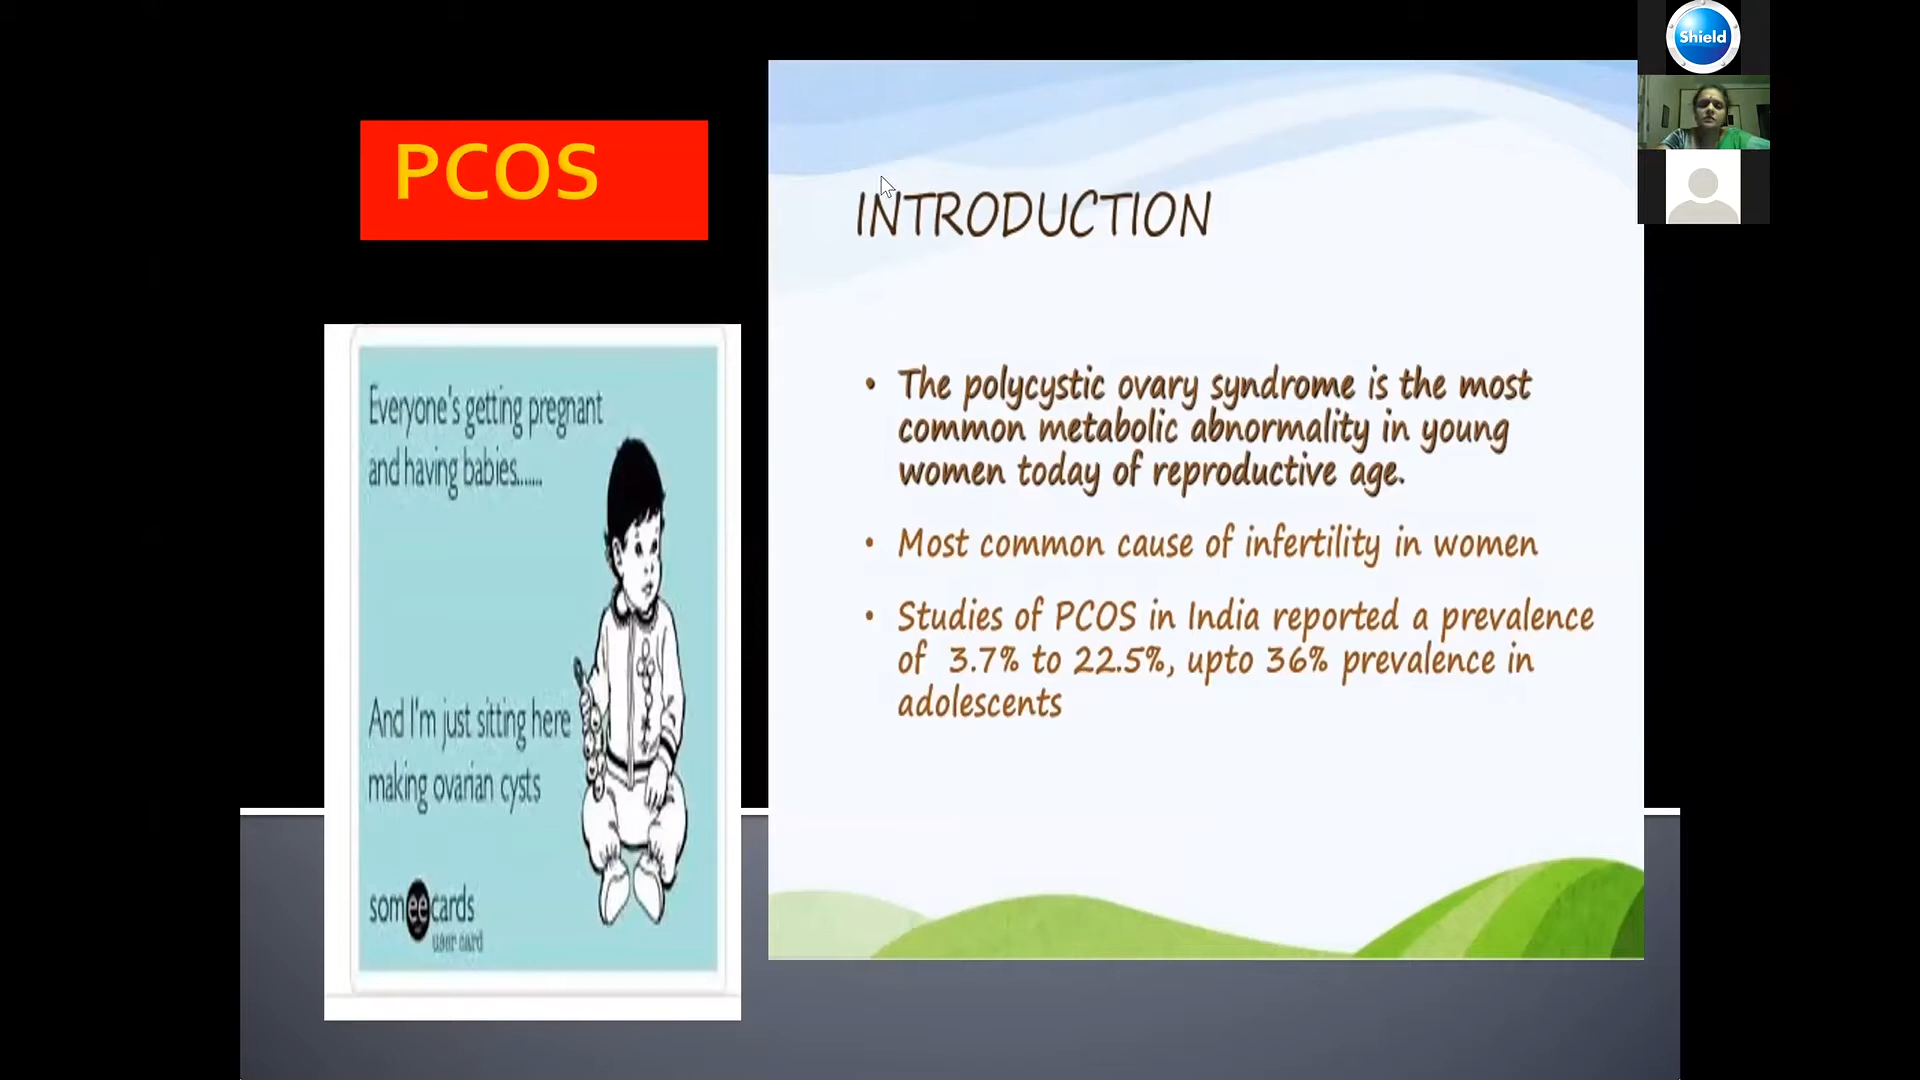 Shield
PCOS
INTRODUCTION
Everyone's getting pregnant
and having babies.......
And I'm just sitting here
making ovarian cysts
someecards
user card
• The polycystic ovary syndrome is the most
common metabolic abnormality in young
women today of reproductive age.
• Most common cause of infertility in women
• Studies of PCOS in India reported a prevalence
of 3.7% to 22.5%, upto 36% prevalence in
adolescents